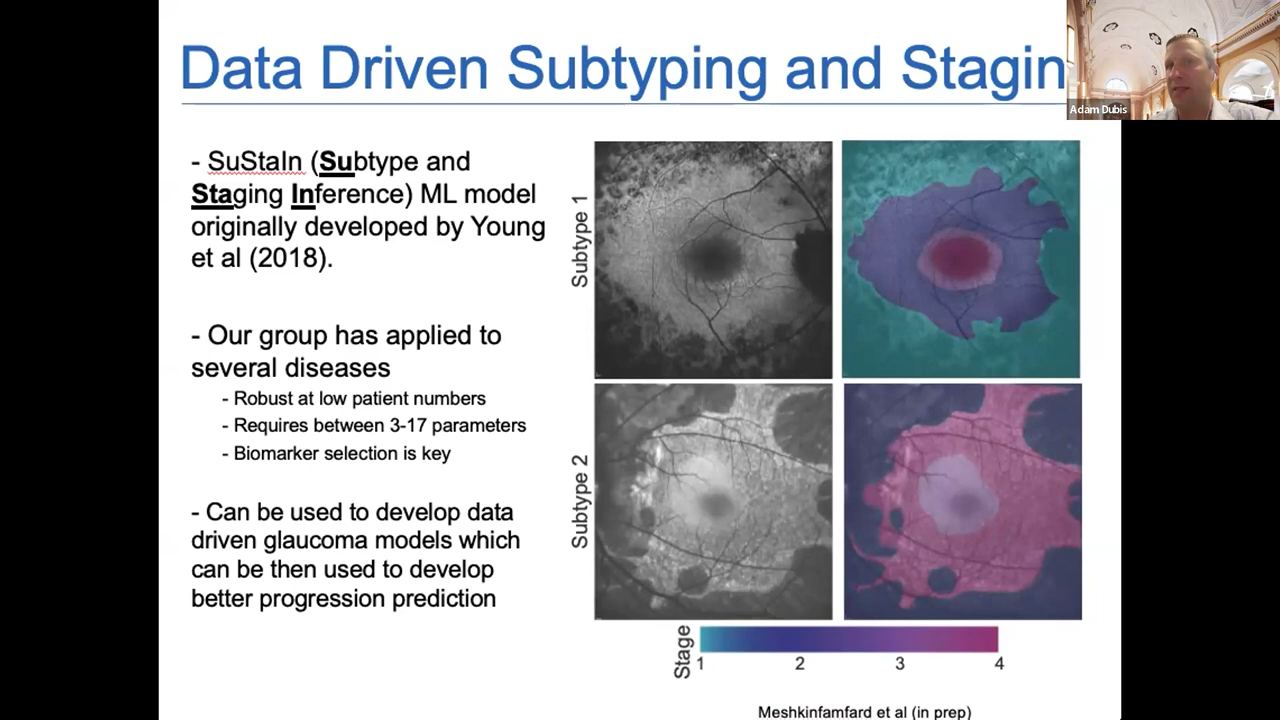 Data Driven Subtyping and Stagin
Adam Dubis
- SuStaIn (Subtype and
Staging Inference) ML model
originally developed by Young
et al (2018).
- Our group has applied to
several diseases
- Robust at low patient numbers
- Requires between 3-17 parameters
- Biomarker selection is key
- Can be used to develop data
driven glaucoma models which
can be then used to develop
better progression prediction
Subtype 1
Subtype 2
Stage
1 2 3 4
Meshkinfamfard et al (in prep)